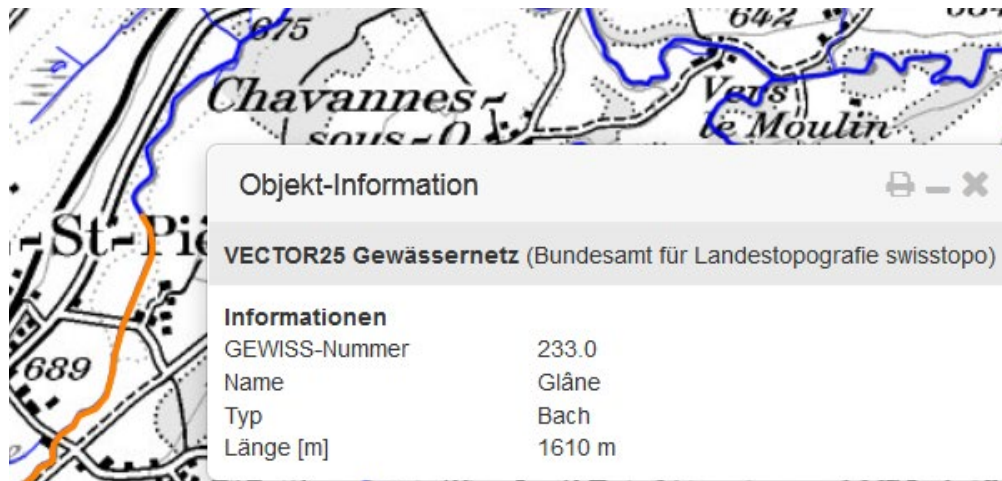 675
642
Chavannes-
sous-O.
Vers
le Moulin
-St-Pie
689
Objekt-Information
VECTOR25 Gewässernetz (Bundesamt für Landestopografie swisstopo)
Informationen
GEWISS-Nummer 233.0
Name Glâne
Typ Bach
Länge [m] 1610 m